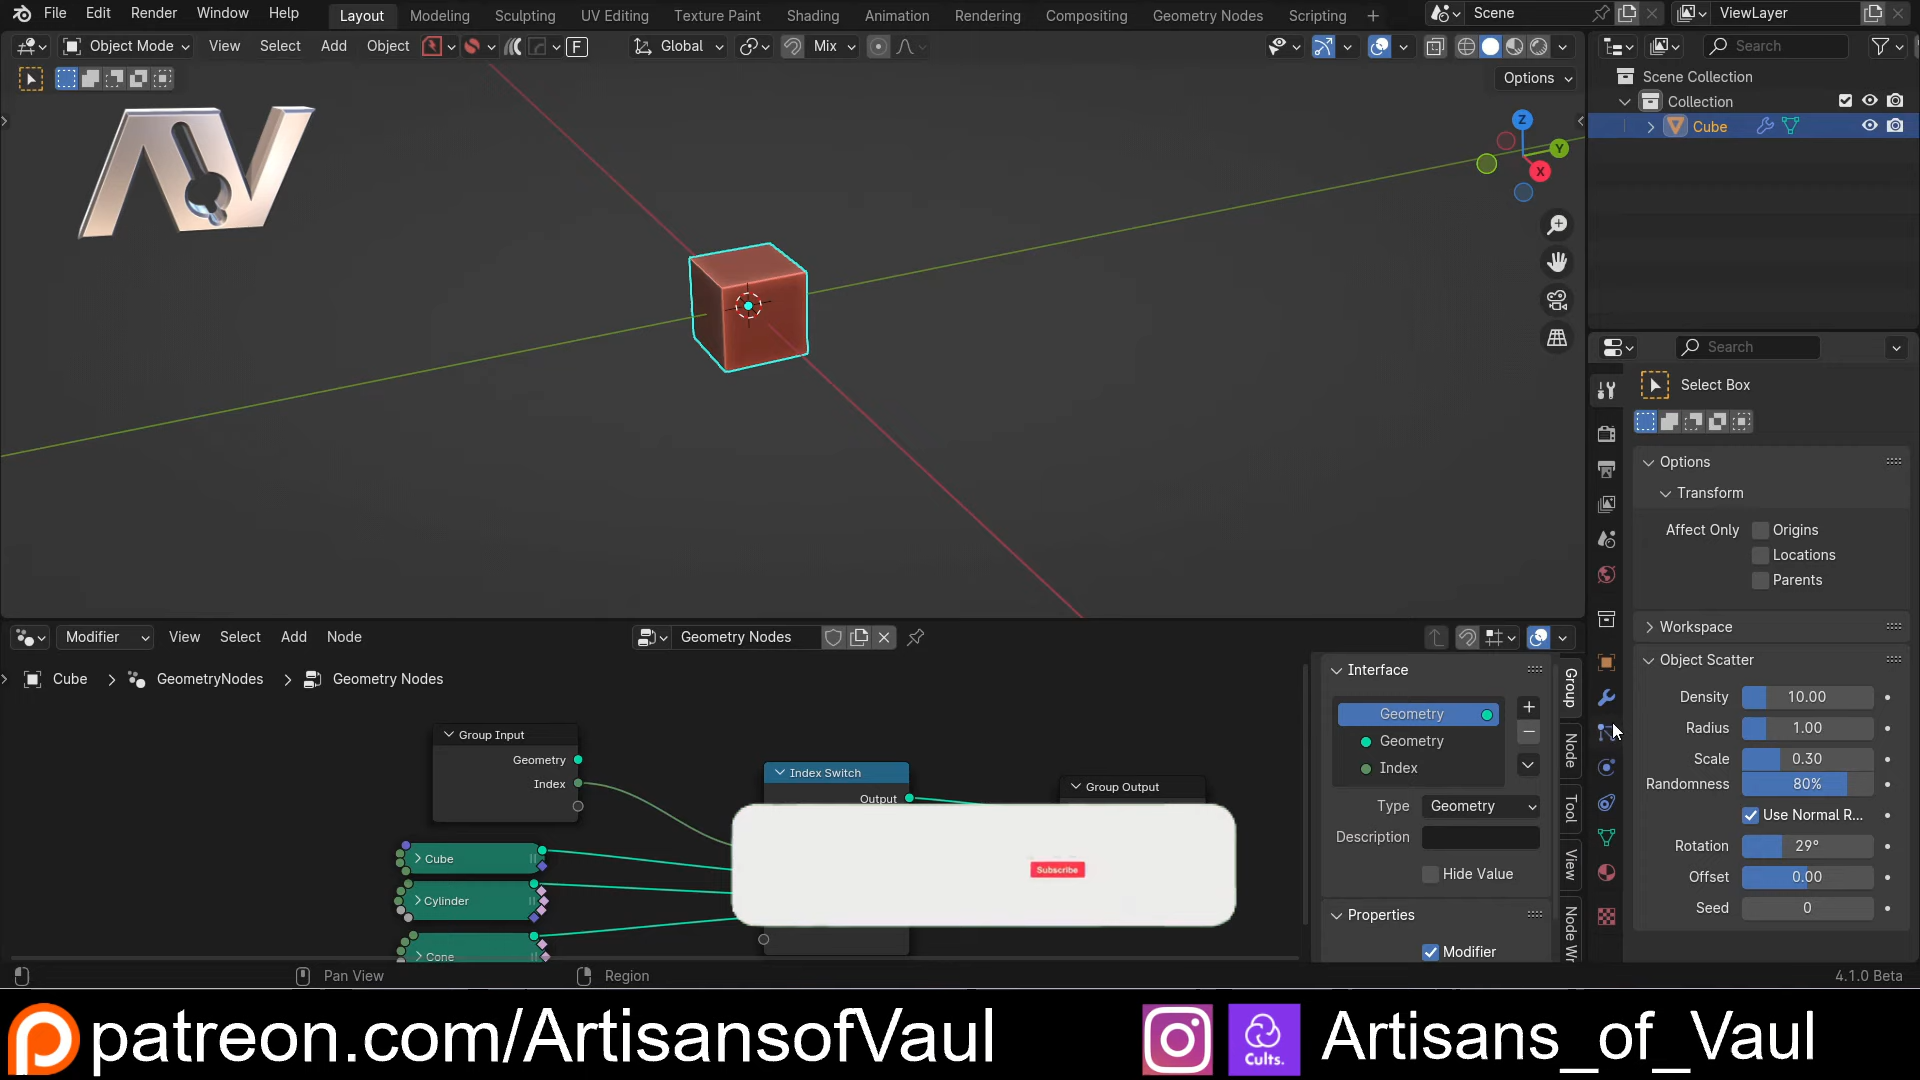 File Edit Render Window Help Layout Modeling Sculpting UV Editing Texture Paint Shading Animation Rendering Compositing Geometry Nodes Scripting + Scene ViewLayer
Object Mode View Select Add Object F Global Mix Search
Options
Scene Collection
Collection
Cube
Z
Y
X
AV
Search
Select Box
Options
Transform
Affect Only Origins
Locations
Parents
Workspace
Object Scatter
Density 10.00
Radius 1.00
Scale 0.30
Randomness 80%
Use Normal R...
Rotation 29°
Offset 0.00
Seed 0
Modifier View Select Add Node Geometry Nodes
Cube > GeometryNodes > Geometry Nodes
Group Input
Geometry
Index
Cube
Cylinder
Cone
Index Switch
Output
Group Output
Subscribe
Interface
Geometry
Geometry
Index
Type Geometry
Description
Hide Value
Properties
Modifier
Group
Node
Tool
View
Node Wr
Pan View Region 4.1.0 Beta
patreon.com/ArtisansofVaul Cults. Artisans_of_Vaul